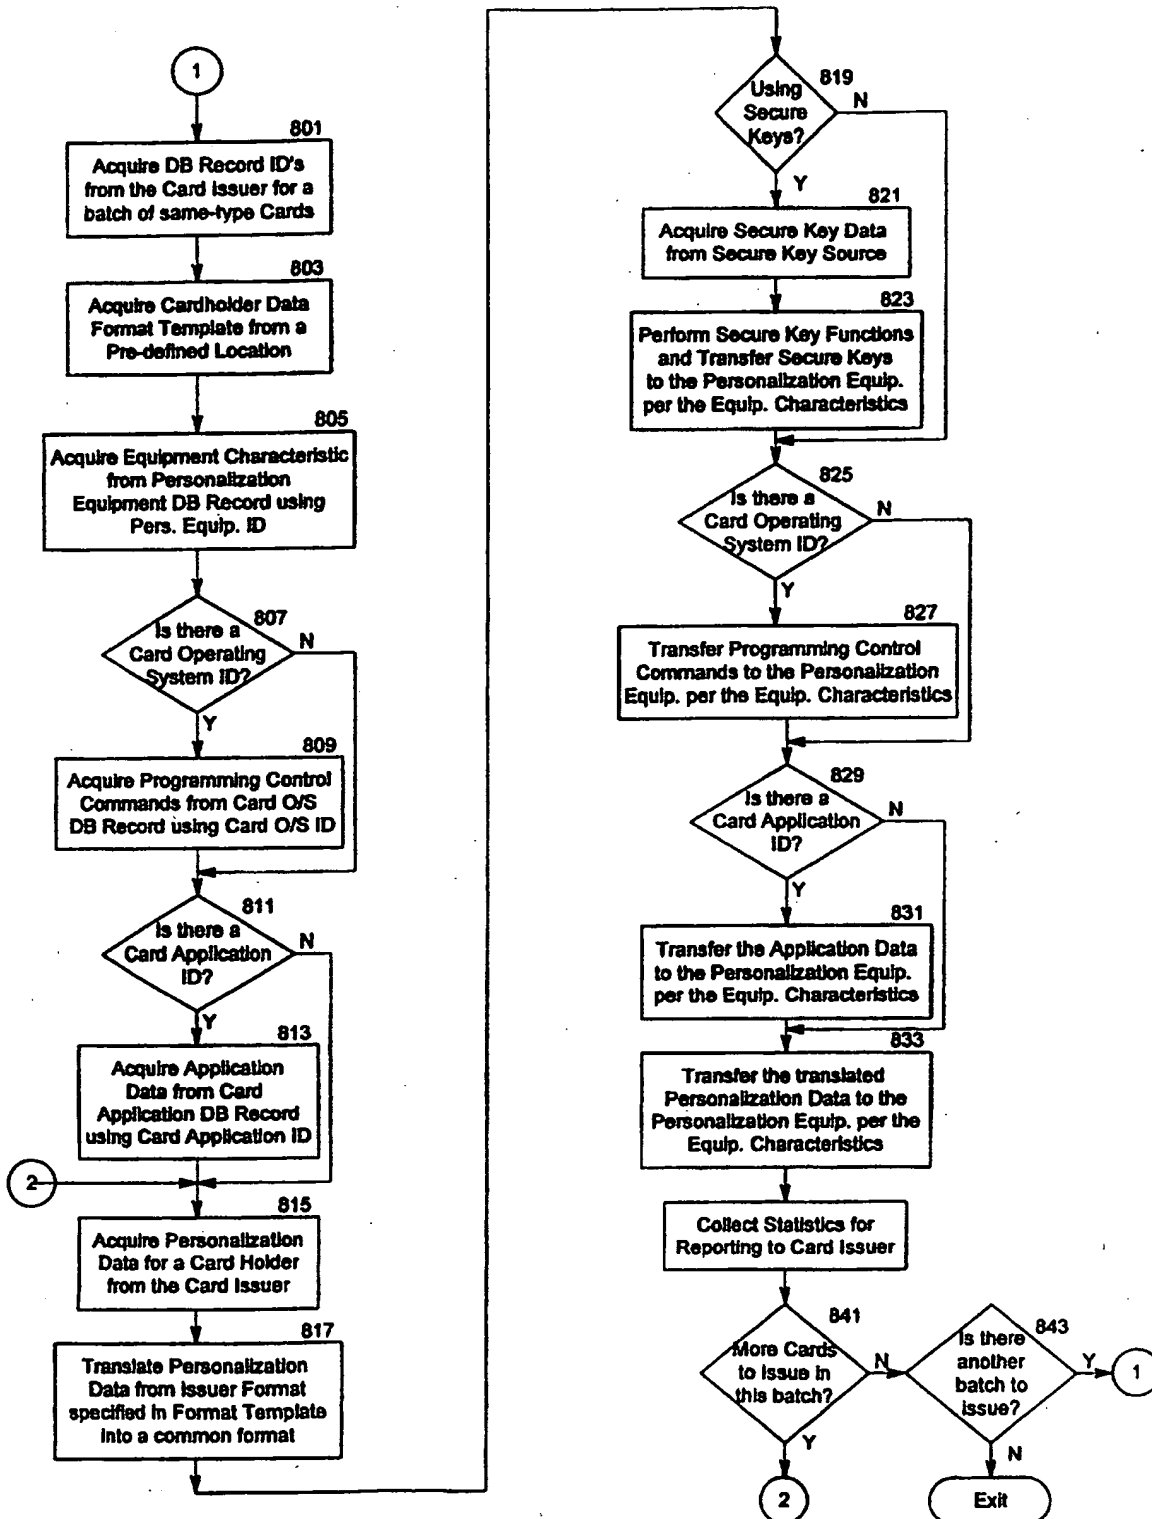 1
801
Acquire DB Record ID's
from the Card Issuer for a
batch of same-type Cards
803
Acquire Cardholder Data
Format Template from a
Pre-defined Location
805
Acquire Equipment Characteristic
from Personalization
Equipment DB Record using
Pers. Equip. ID
807
Is there a
Card Operating
System ID?
N
Y
809
Acquire Programming Control
Commands from Card O/S
DB Record using Card O/S ID
811
Is there a
Card Application
ID?
N
Y
813
Acquire Application
Data from Card
Application DB Record
using Card Application ID
2
815
Acquire Personalization
Data for a Card Holder
from the Card Issuer
817
Translate Personalization
Data from Issuer Format
specified in Format Template
into a common format
819
Using
Secure
Keys?
N
Y
821
Acquire Secure Key Data
from Secure Key Source
823
Perform Secure Key Functions
and Transfer Secure Keys
to the Personalization Equip.
per the Equip. Characteristics
825
Is there a
Card Operating
System ID?
N
Y
827
Transfer Programming Control
Commands to the Personalization
Equip. per the Equip. Characteristics
829
Is there a
Card Application
ID?
N
Y
831
Transfer the Application Data
to the Personalization Equip.
per the Equip. Characteristics
833
Transfer the translated
Personalization Data to the
Personalization Equip. per the
Equip. Characteristics
Collect Statistics for
Reporting to Card Issuer
841
More Cards
to Issue in
this batch?
N
Y
2
843
Is there
another
batch to
issue?
Y
1
N
Exit